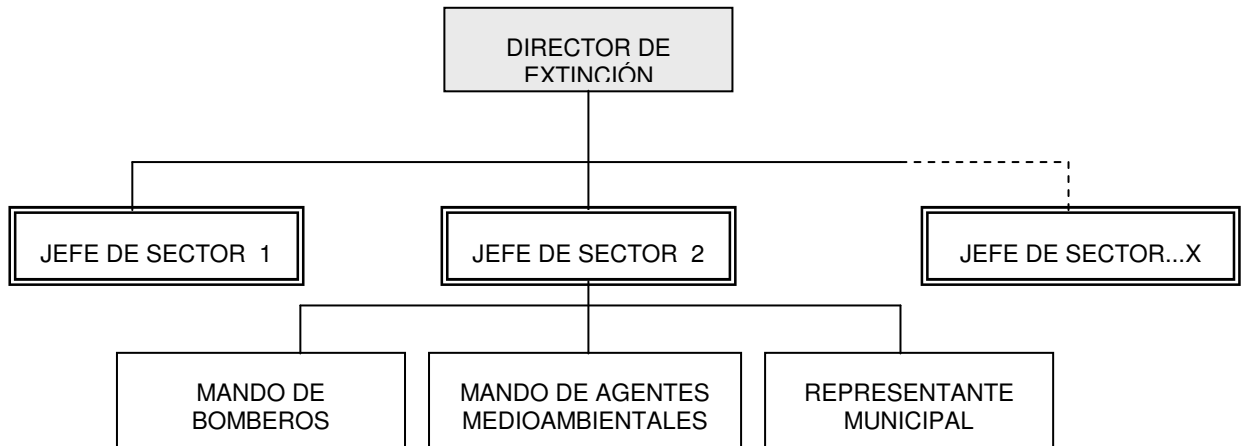 DIRECTOR DE
EXTINCIÓN
JEFE DE SECTOR 1
JEFE DE SECTOR 2
JEFE DE SECTOR...X
MANDO DE
BOMBEROS
MANDO DE AGENTES
MEDIOAMBIENTALES
REPRESENTANTE
MUNICIPAL